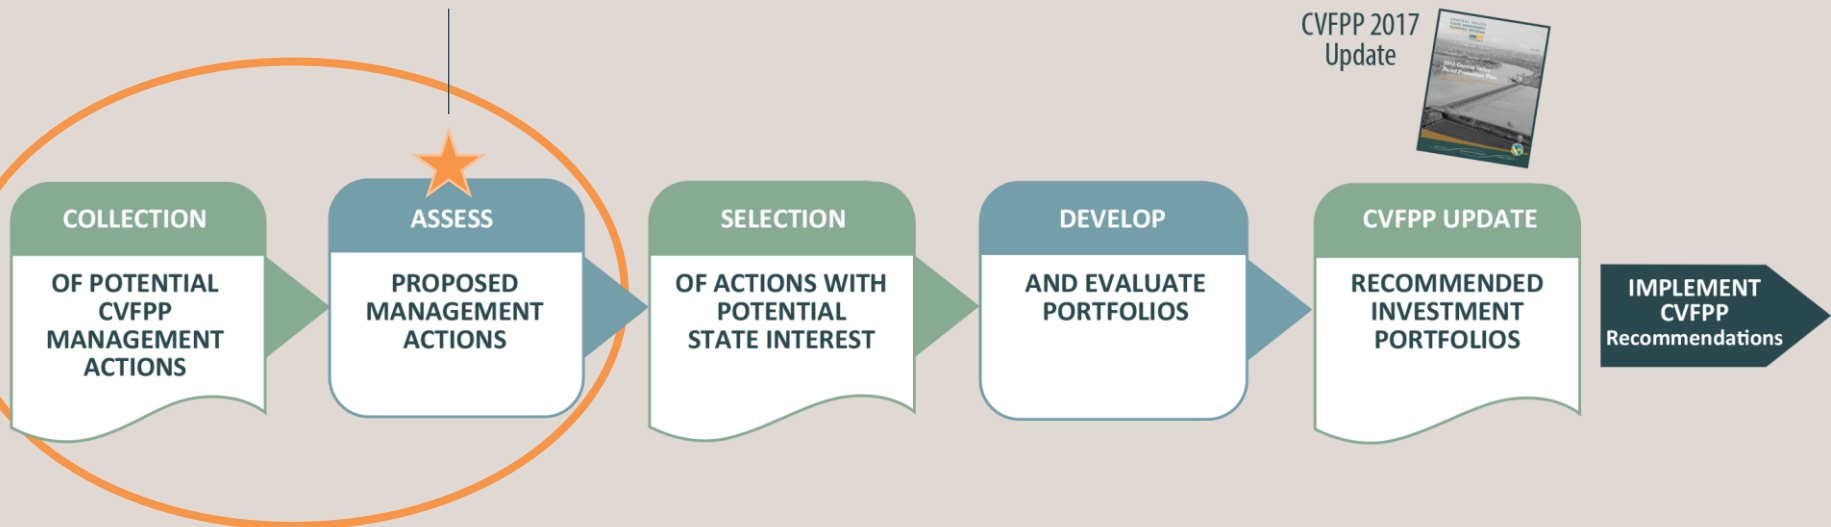 CVFPP 2017
Update
COLLECTION
OF POTENTIAL
CVFPP
MANAGEMENT
ACTIONS
ASSESS
PROPOSED
MANAGEMENT
ACTIONS
SELECTION
OF ACTIONS WITH
POTENTIAL
STATE INTEREST
DEVELOP
AND EVALUATE
PORTFOLIOS
CVFPP UPDATE
RECOMMENDED
INVESTMENT
PORTFOLIOS
IMPLEMENT
CVFPP
Recommendations